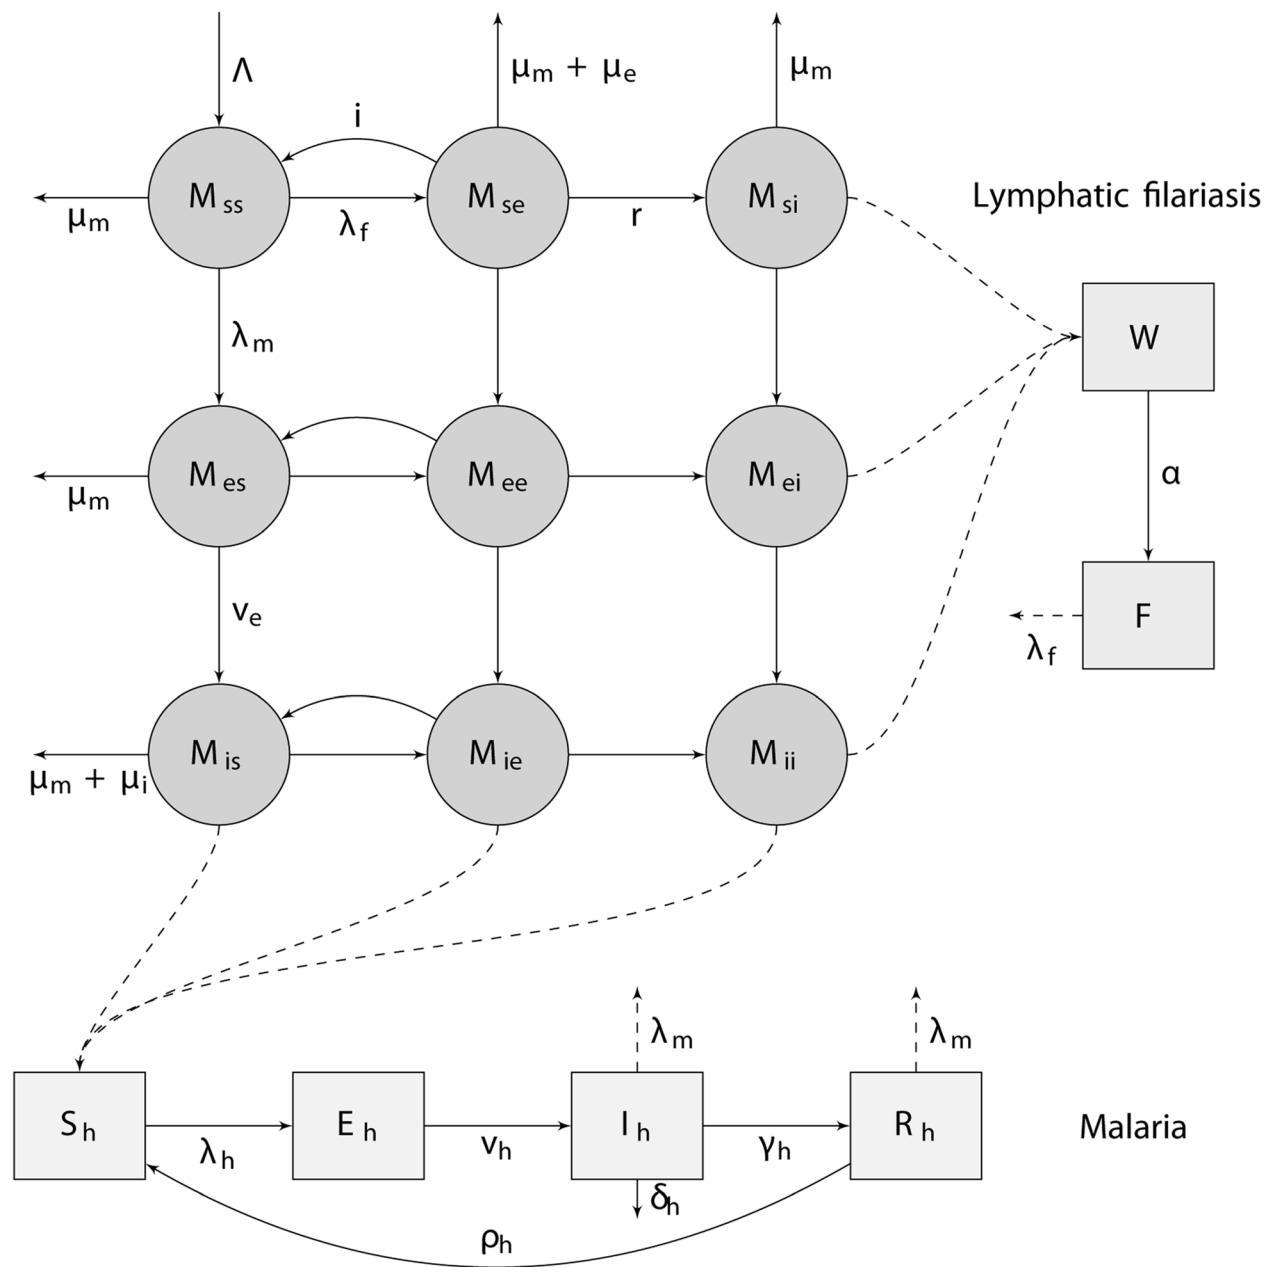 Λ
μm + μe
μm
i
Mss
Mse
Msi
Lymphatic filariasis
μm
λf
r
λm
W
Mes
Mee
Mei
μm
α
νe
F
λf
Mis
Mie
Mii
μm + μi
λm
λm
Sh
Eh
Ih
Rh
Malaria
λh
νh
γh
δh
ρh